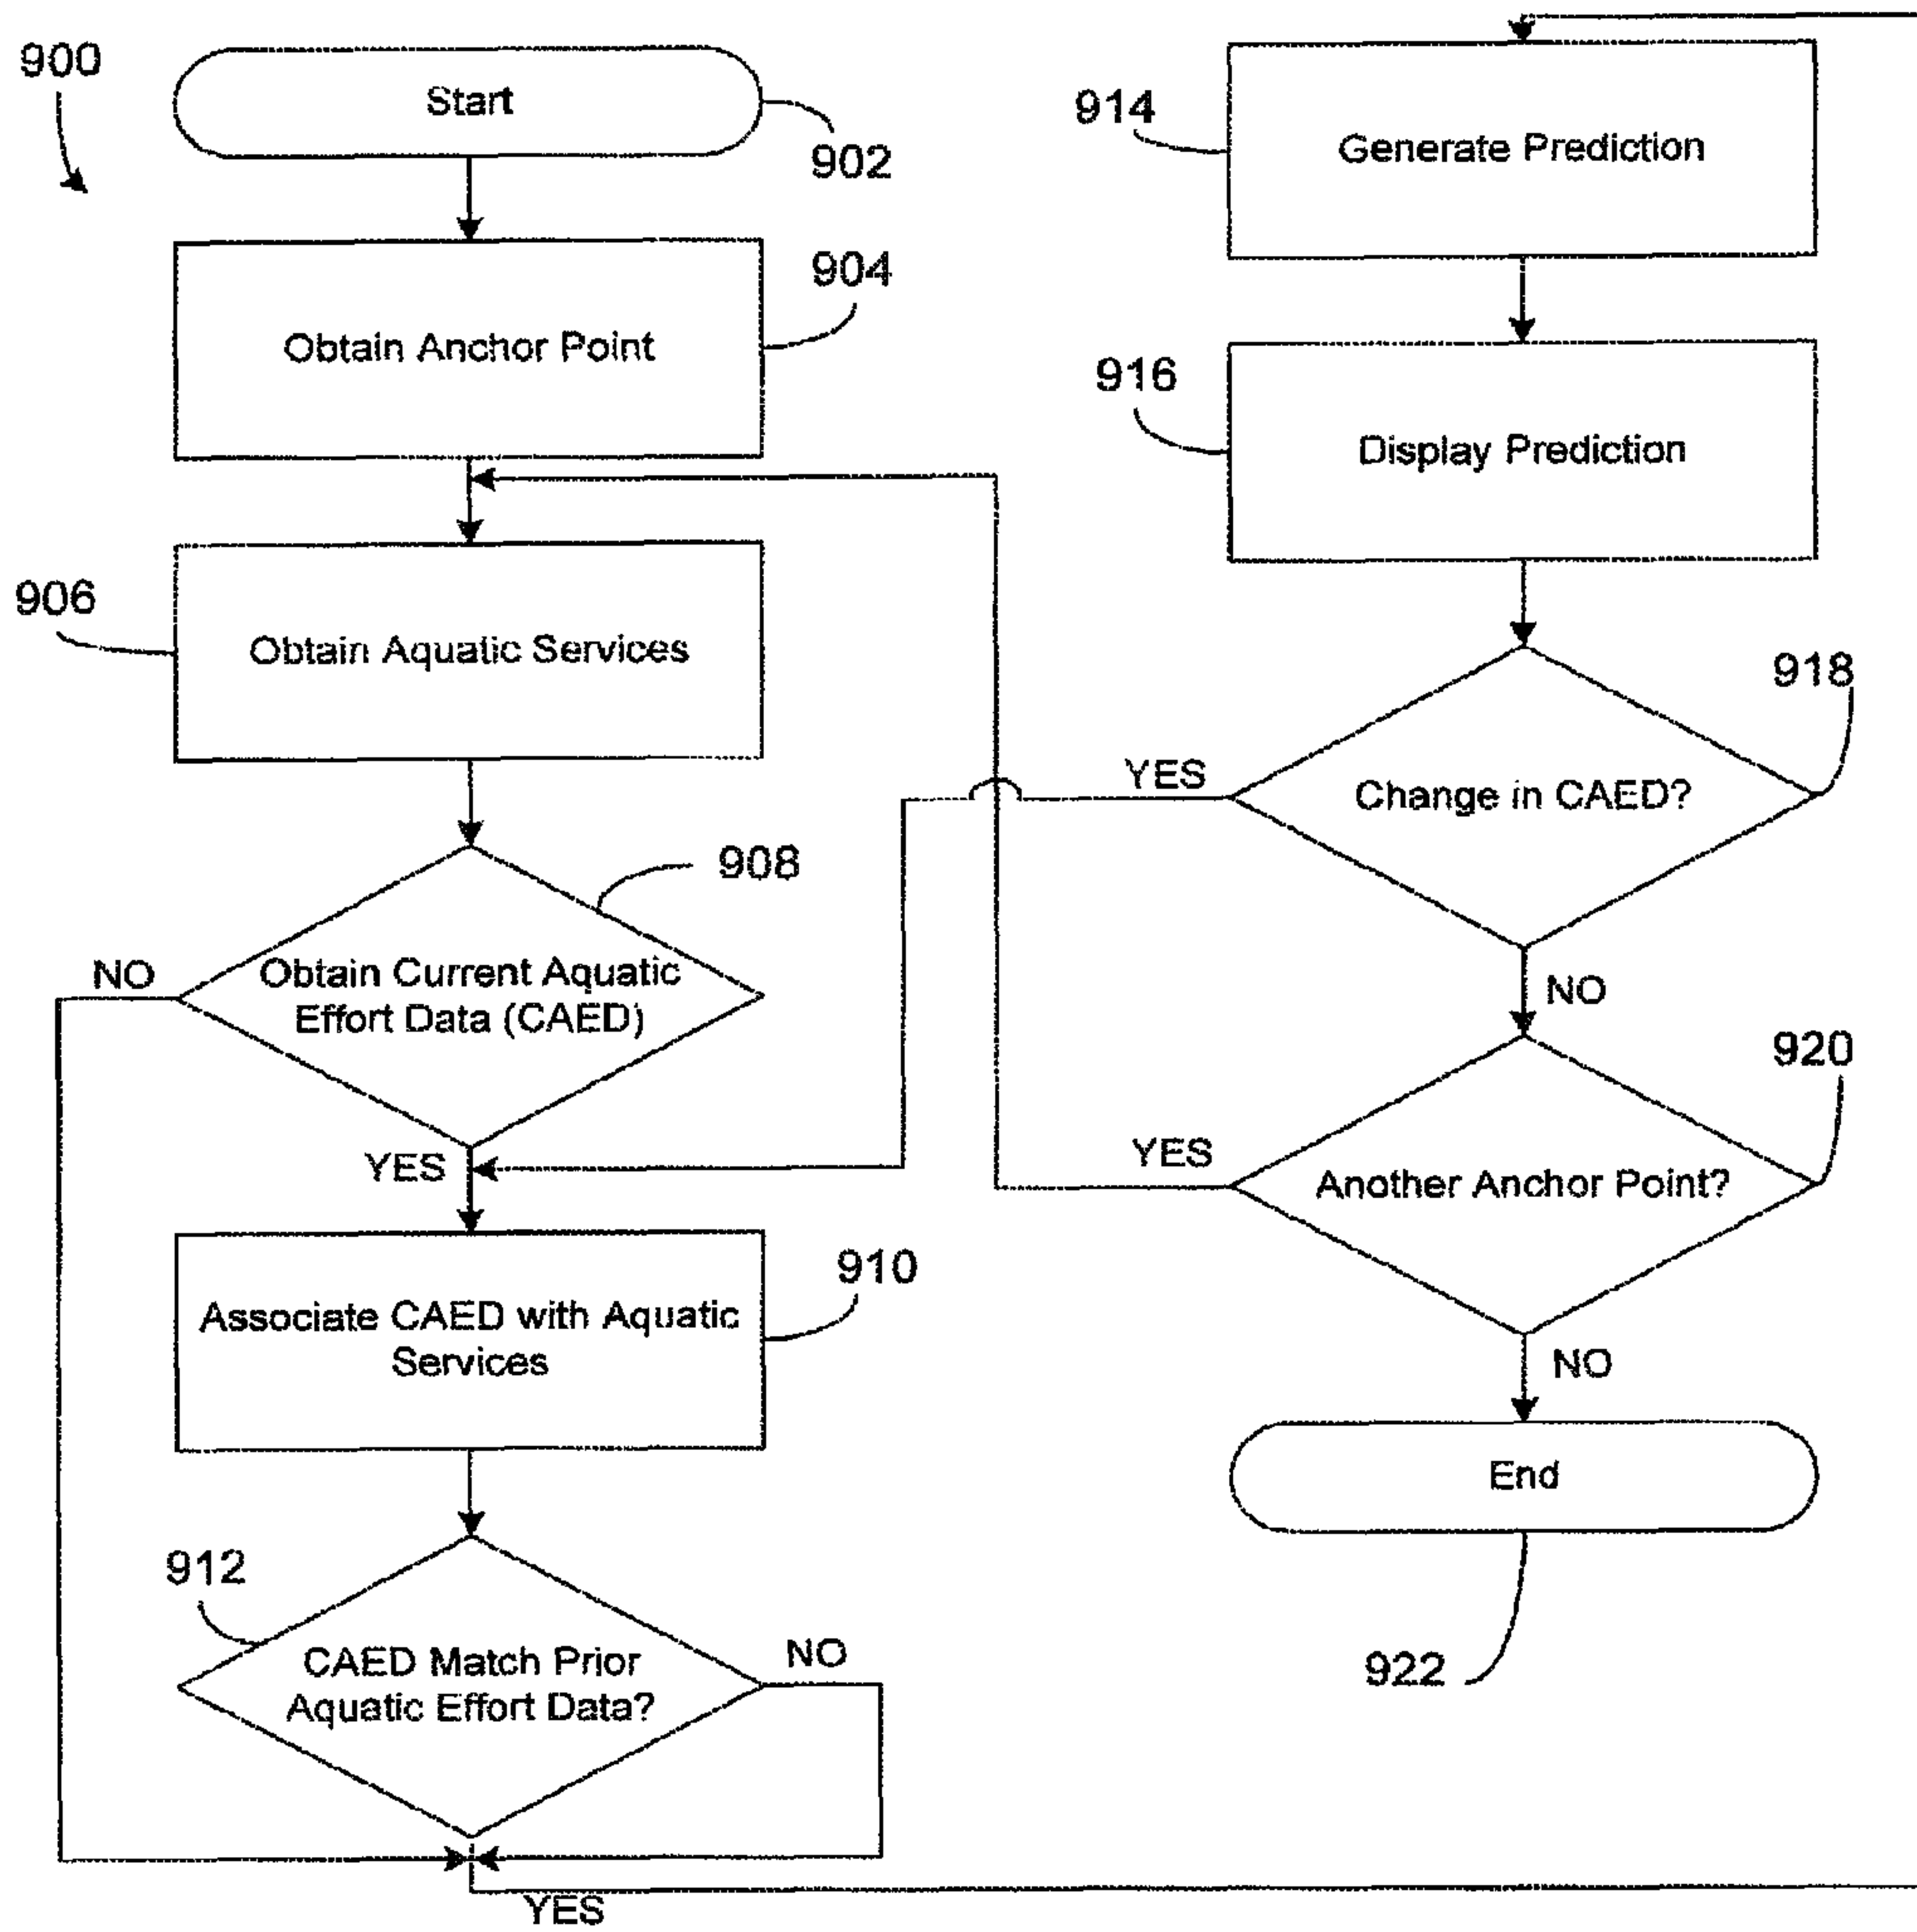 900
Start
902
Obtain Anchor Point
904
906
Obtain Aquatic Services
908
NO
Obtain Current Aquatic
Effort Data (CAED)
YES
Associate CAED with Aquatic
Services
910
912
CAED Match Prior
Aquatic Effort Data?
NO
YES
914
Generate Prediction
916
Display Prediction
918
YES
Change in CAED?
NO
920
YES
Another Anchor Point?
NO
End
922